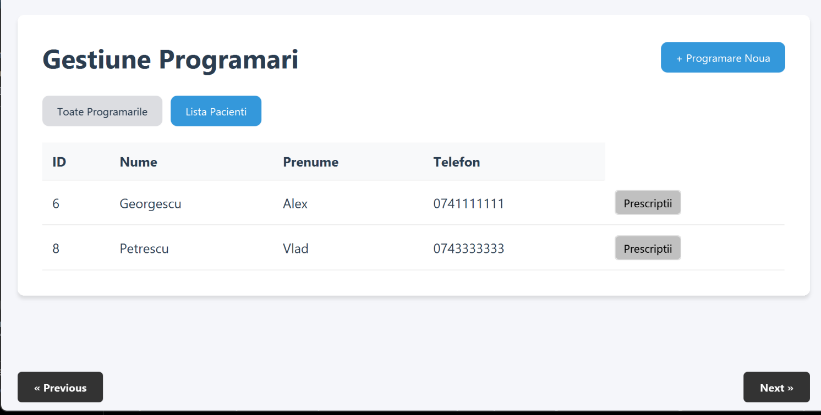 Gestiune Programari
+ Programare Noua
Toate Programarile
Lista Pacienti
ID Nume Prenume Telefon
6 Georgescu Alex 0741111111 Prescriptii
8 Petrescu Vlad 0743333333 Prescriptii
« Previous
Next »